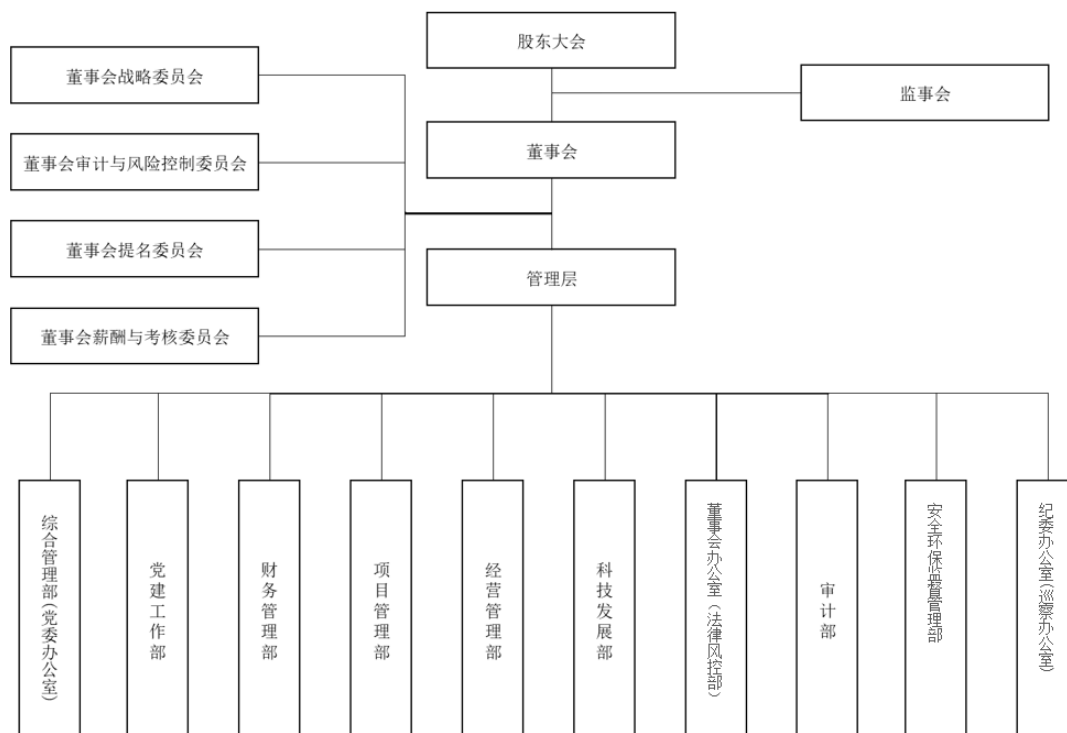 股东大会
董事会战略委员会
监事会
董事会
董事会审计与风险控制委员会
董事会提名委员会
管理层
董事会薪酬与考核委员会
综合管理部(党委办公室)
党建工作部
财务管理部
项目管理部
经营管理部
科技发展部
董事会办公室(法律风控部)
审计部
安全环保监督管理部
纪委办公室(巡察办公室)